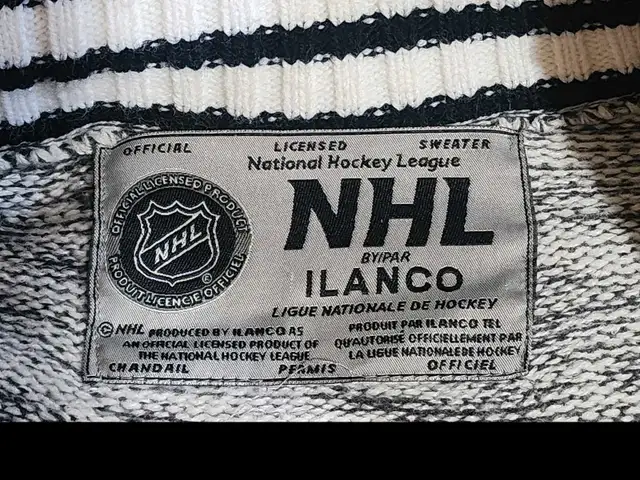 OFFICIAL LICENSED SWEATER
National Hockey League
NHL
BY/PAR
ILANCO
LIGUE NATIONALE DE HOCKEY
OFFICIAL LICENSED PRODUCT
NHL
©
PRODUIT LICENCIE OFFICIEL
© NHL PRODUCED BY ILANCO AS
AN OFFICIAL LICENSED PRODUCT OF
THE NATIONAL HOCKEY LEAGUE
PRODUIT PAR ILANCO TEL
QU'AUTORISÉ OFFICIELLEMENT PAR
LA LIGUE NATIONALE DE HOCKEY
CHANDAIL PERMIS OFFICIEL